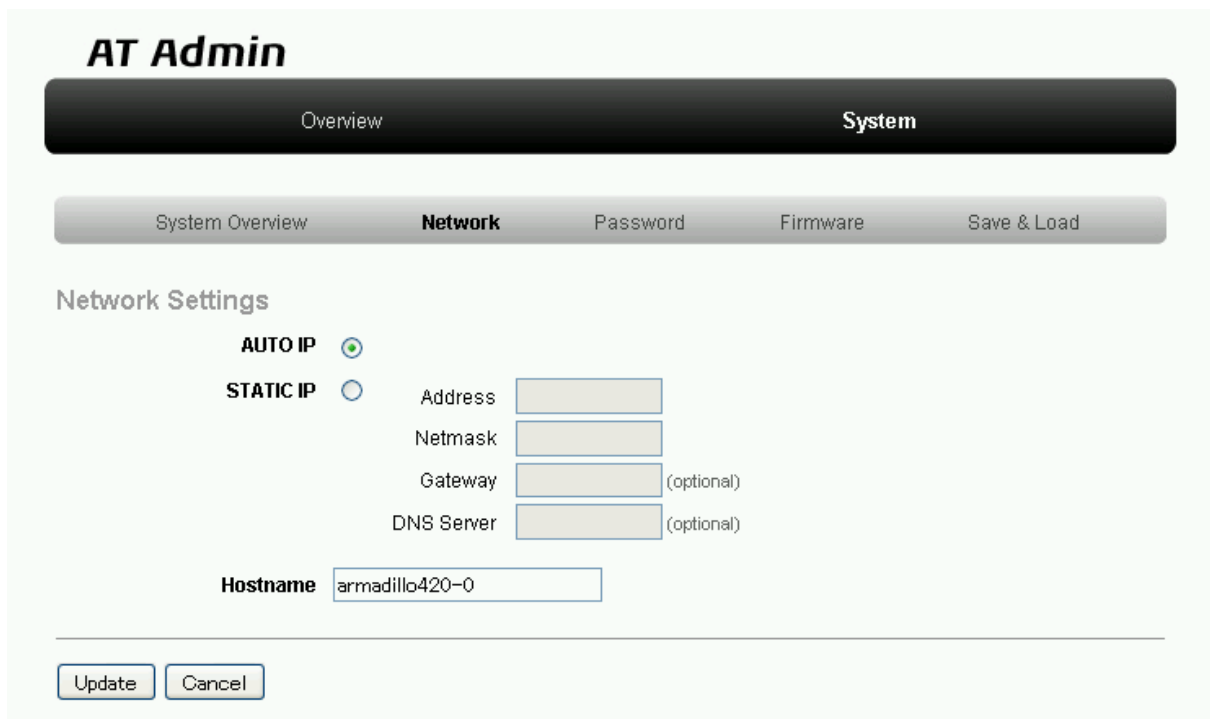 AT Admin
Overview System
System Overview Network Password Firmware Save & Load
Network Settings
AUTO IP
STATIC IP Address
Netmask
Gateway (optional)
DNS Server (optional)
Hostname armadillo420-0
Update Cancel